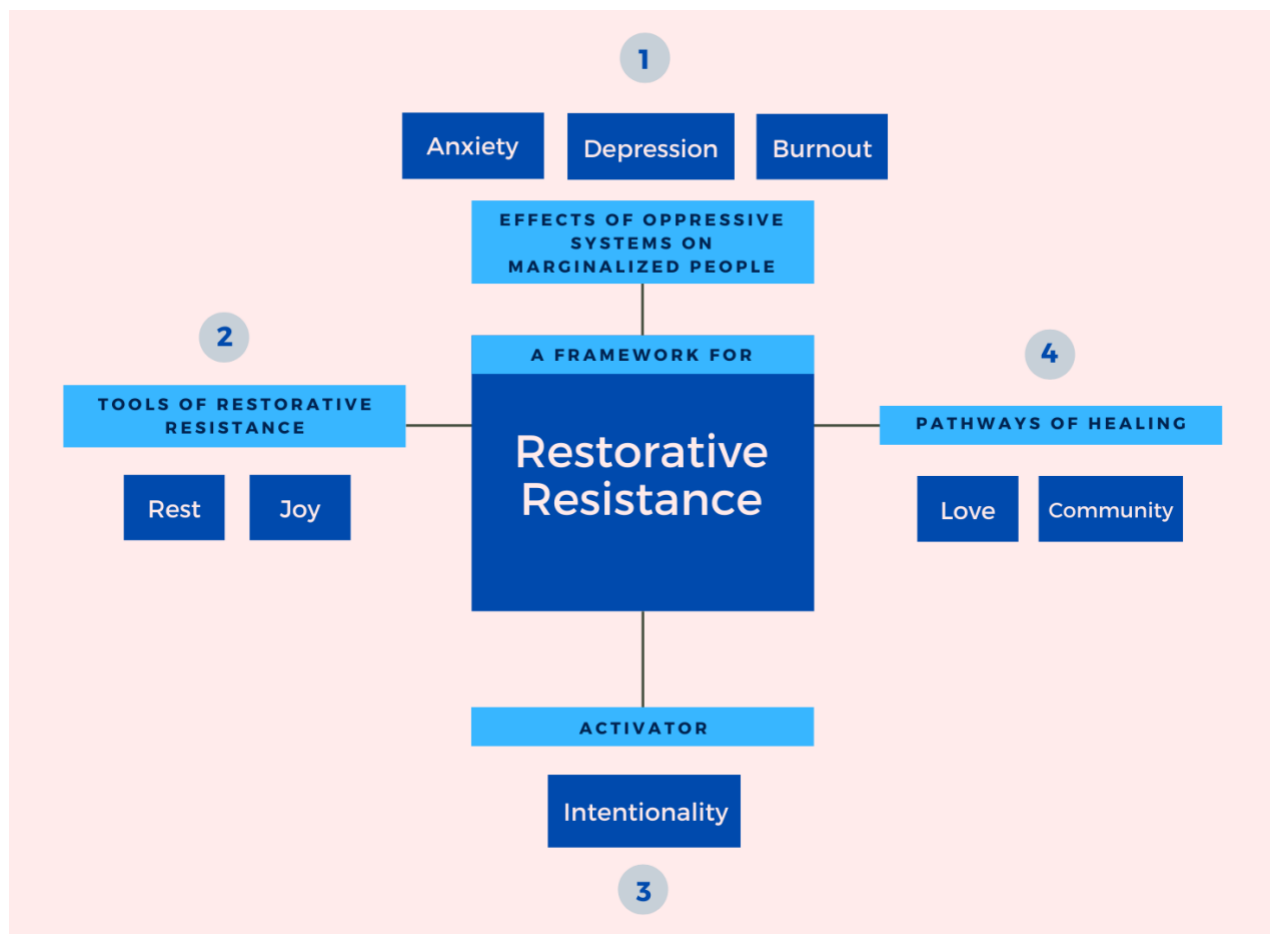 1
Anxiety
Depression
Burnout
EFFECTS OF OPPRESSIVE
SYSTEMS ON
MARGINALIZED PEOPLE
2
TOOLS OF RESTORATIVE
RESISTANCE
Rest
Joy
A FRAMEWORK FOR
Restorative
Resistance
4
PATHWAYS OF HEALING
Love
Community
ACTIVATOR
Intentionality
3